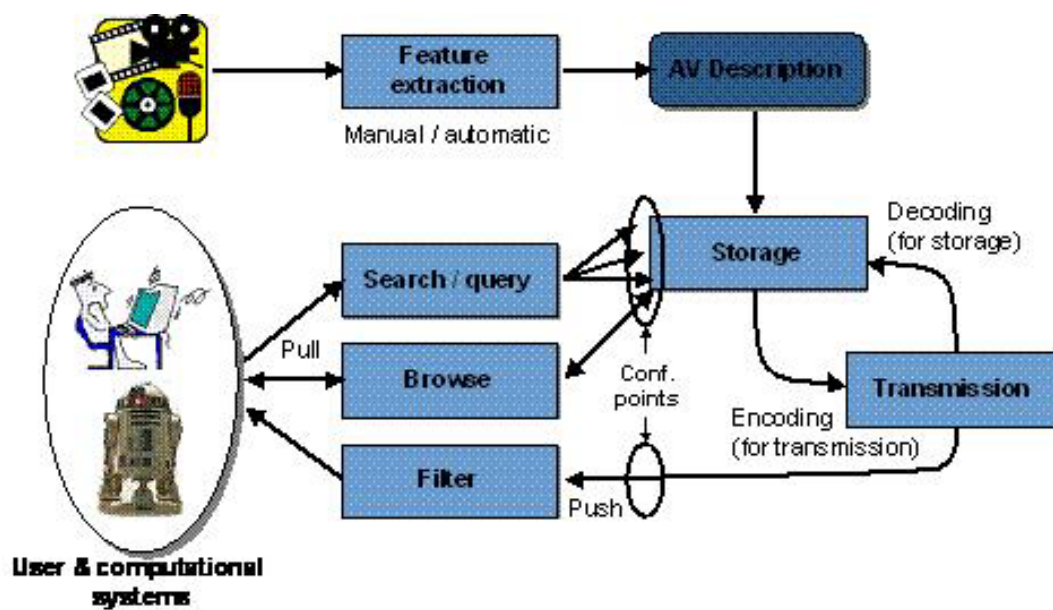 Feature
extraction
AV Description
Manual / automatic
Decoding
(for storage)
Storage
Search / query
Pull
Browse
Conf.
points
Transmission
Encoding
(for transmission)
Filter
Push
User & computational
systems